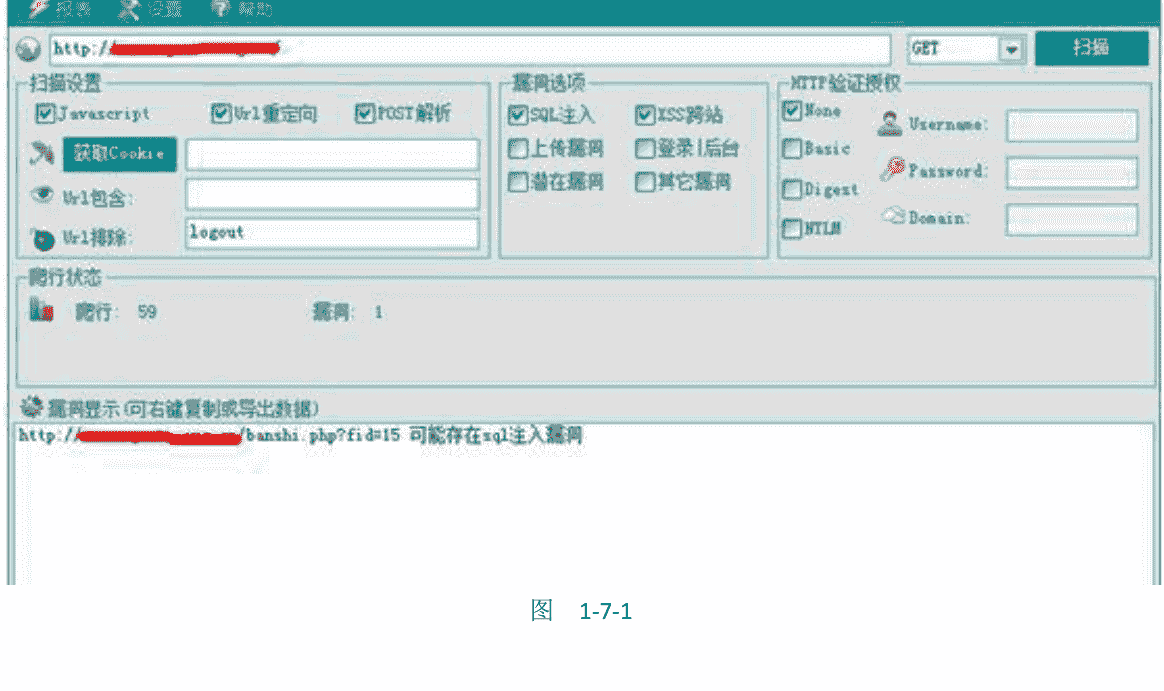 报表 设置 帮助
http:// GET 扫描
扫描设置
Javascript Url重定向 POST解析
获取Cookie
Url包含:
Url排除: logout
漏洞选项
SQL注入 XSS跨站
上传漏洞 登录|后台
潜在漏洞 其它漏洞
HTTP验证授权
None Username:
Basic Password:
Digest Domain:
NTLM
爬行状态
爬行: 59 漏洞: 1
漏洞显示(可右键复制或导出数据)
http:// /banshi.php?fid=15 可能存在sql注入漏洞
图 1-7-1